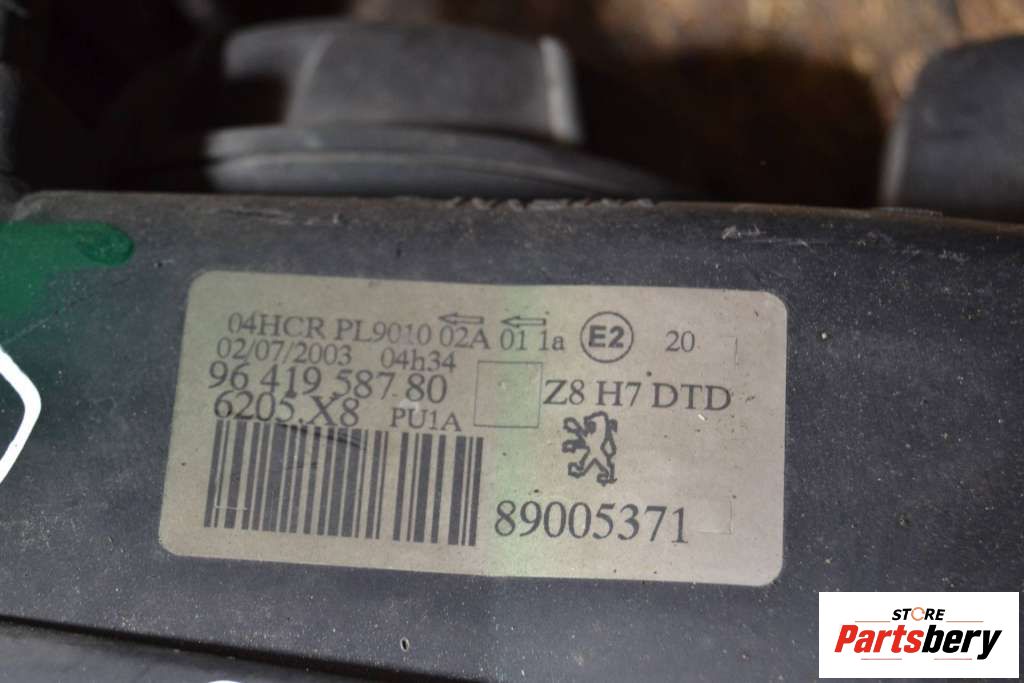 04HCR PL9010 02A 01 1a E2 20
02/07/2003 04h34
96 419 587 80
Z8 H7 DTD
6205.X8 PU1A
89005371
STORE
Partsbery